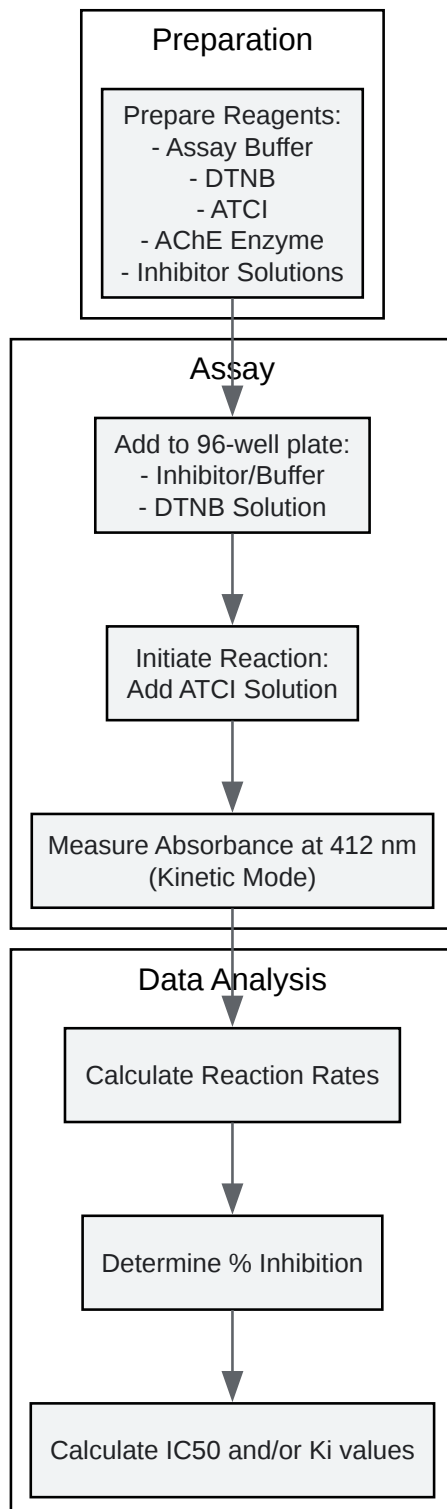 Preparation
Prepare Reagents:
- Assay Buffer
- DTNB
- ATCI
- AChE Enzyme
- Inhibitor Solutions
Assay
Add to 96-well plate:
- Inhibitor/Buffer
- DTNB Solution
Initiate Reaction:
Add ATCI Solution
Measure Absorbance at 412 nm
(Kinetic Mode)
Data Analysis
Calculate Reaction Rates
Determine % Inhibition
Calculate IC50 and/or Ki values